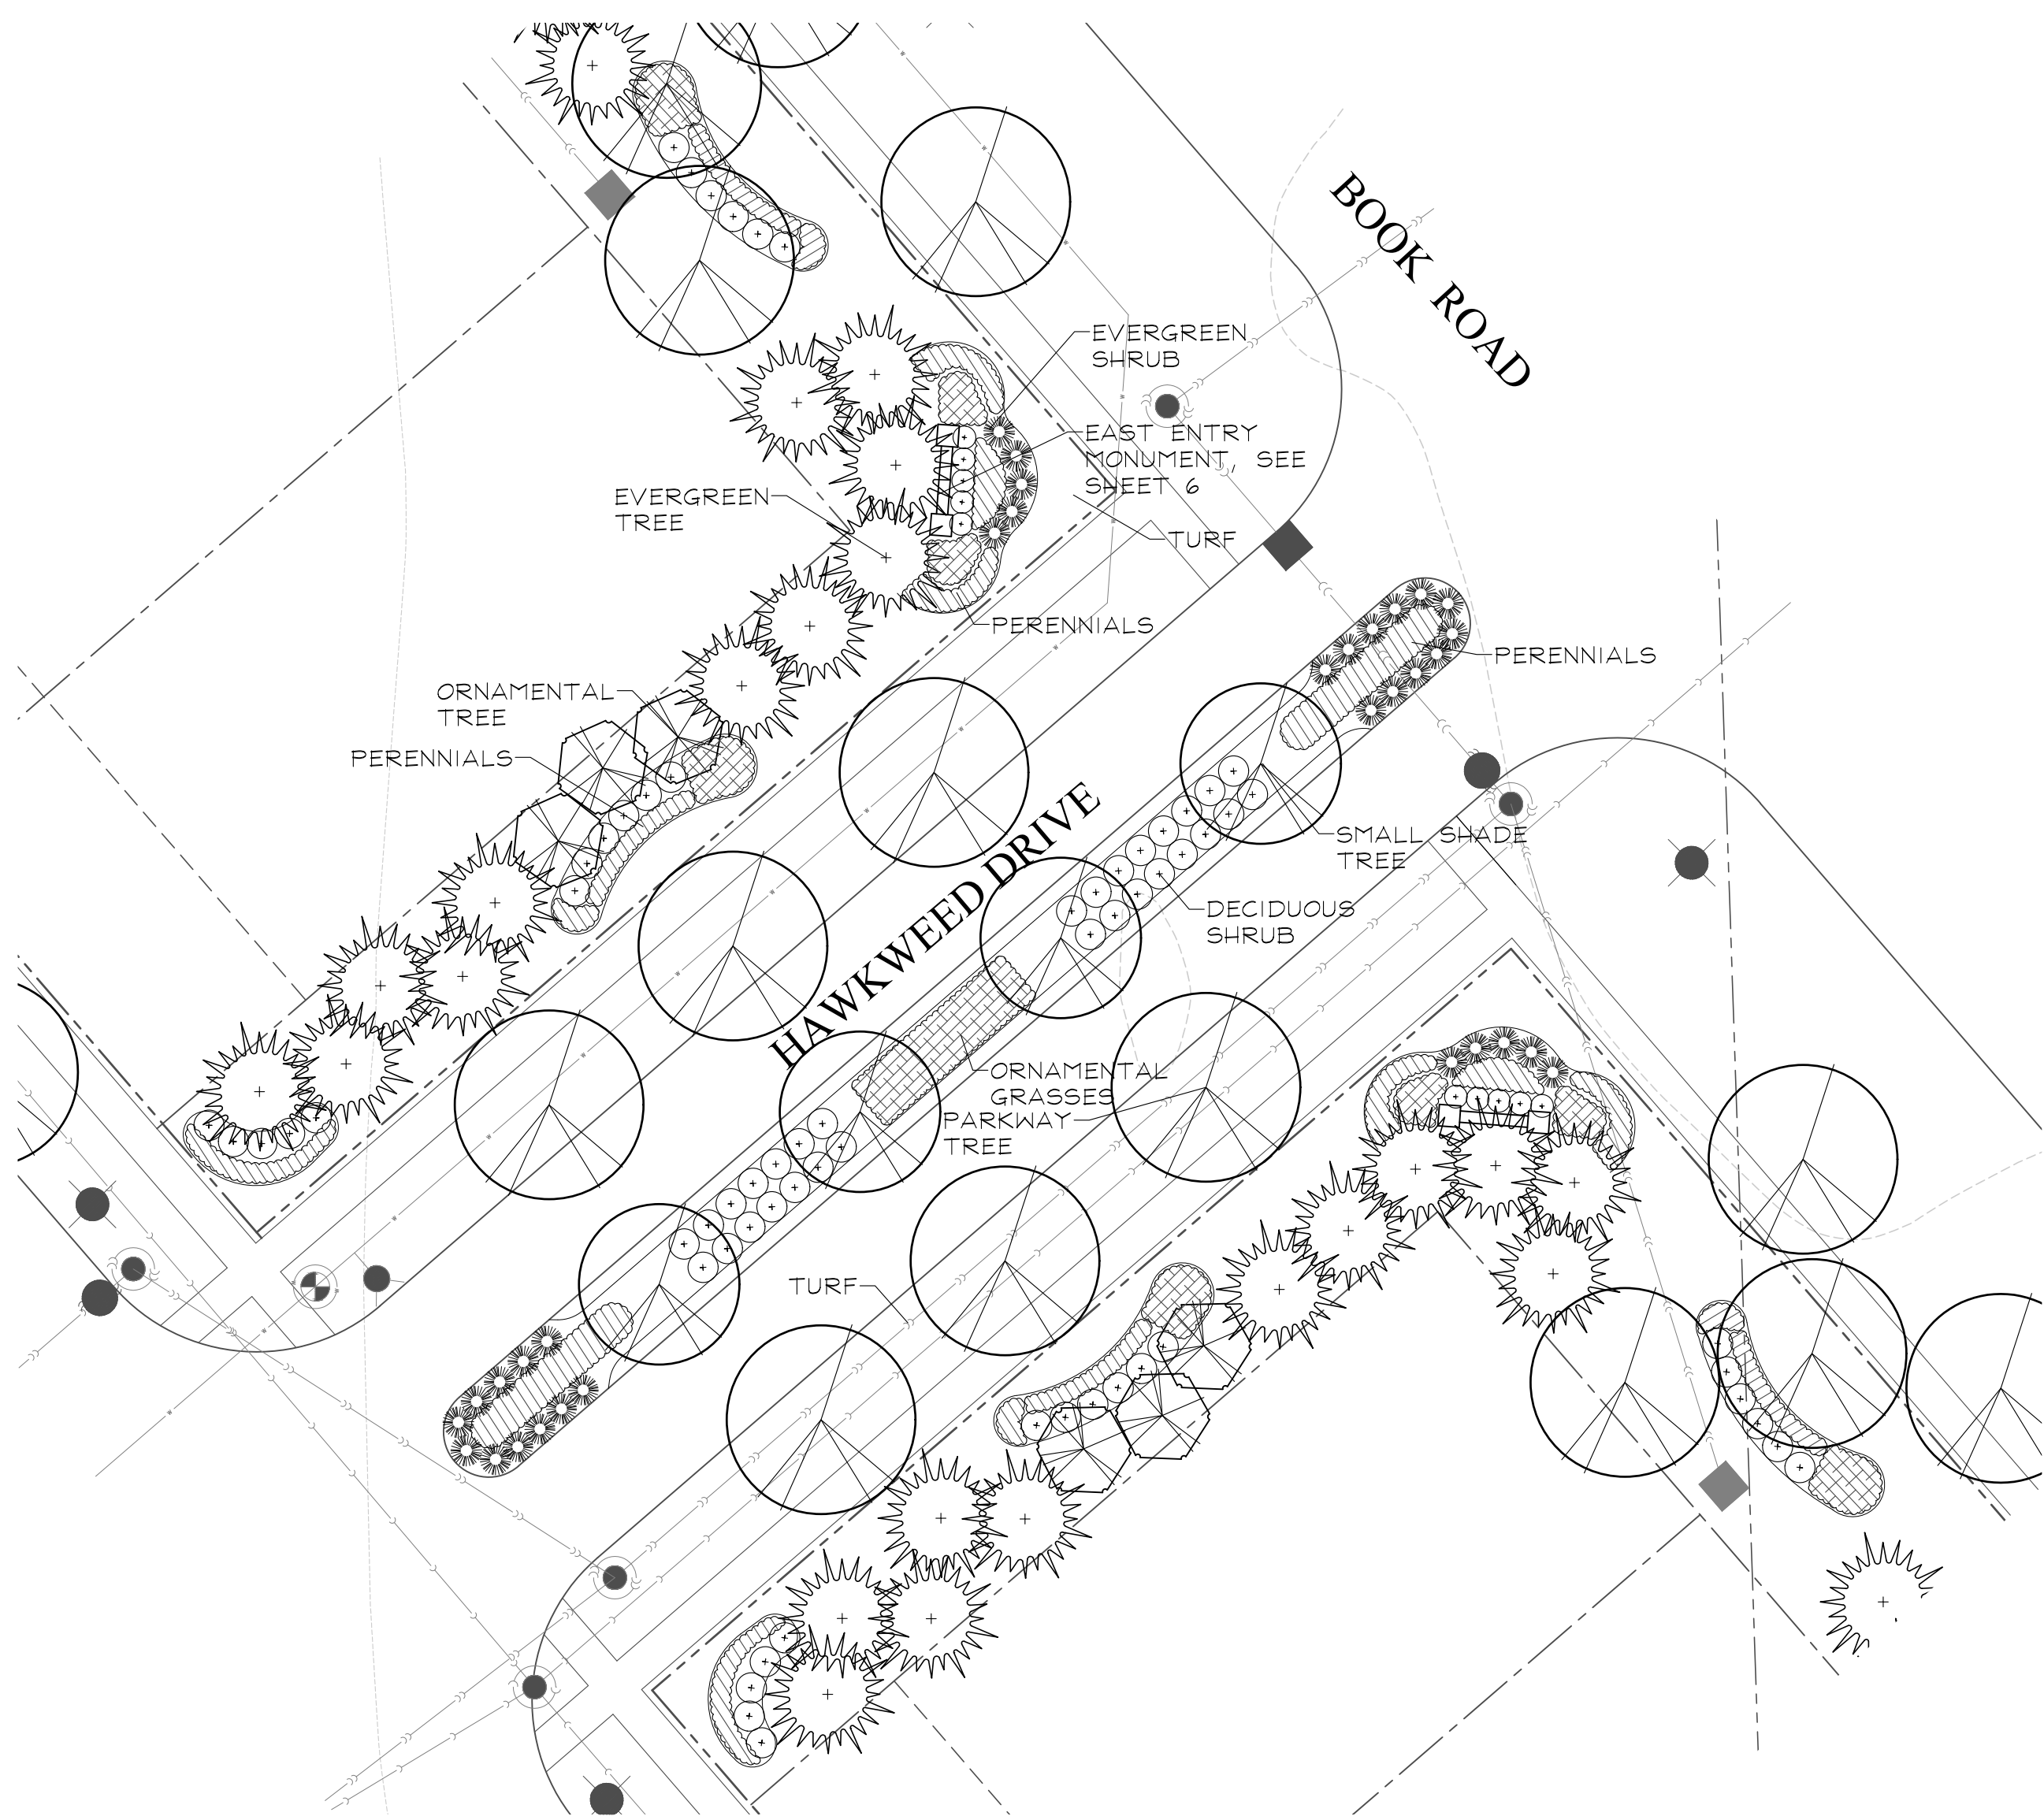 BOOK ROAD
EVERGREEN
SHRUB
EAST ENTRY
MONUMENT, SEE
SHEET 6
EVERGREEN
TREE
TURF
PERENNIALS
PERENNIALS
ORNAMENTAL
TREE
PERENNIALS
HAWKWEED DRIVE
SMALL SHADE
TREE
DECIDUOUS
SHRUB
ORNAMENTAL
GRASSES
PARKWAY
TREE
TURF